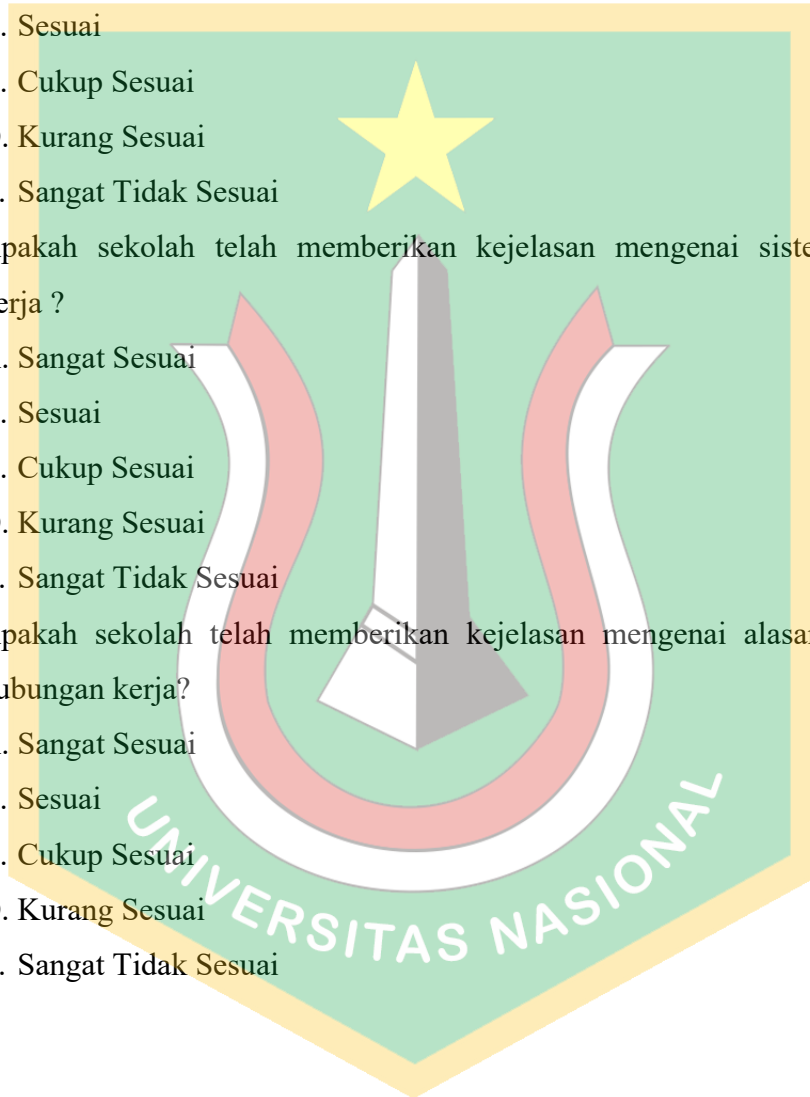 . Sesuai
. Cukup Sesuai
. Kurang Sesuai
. Sangat Tidak Sesuai
pakah sekolah telah memberikan kejelasan mengenai siste
erja ?
. Sangat Sesuai
. Sesuai
. Cukup Sesuai
. Kurang Sesuai
. Sangat Tidak Sesuai
pakah sekolah telah memberikan kejelasan mengenai alasa
ubungan kerja?
. Sangat Sesuai
. Sesuai
. Cukup Sesuai
. Kurang Sesuai
. Sangat Tidak Sesuai
UNIVERSITAS NASIONAL